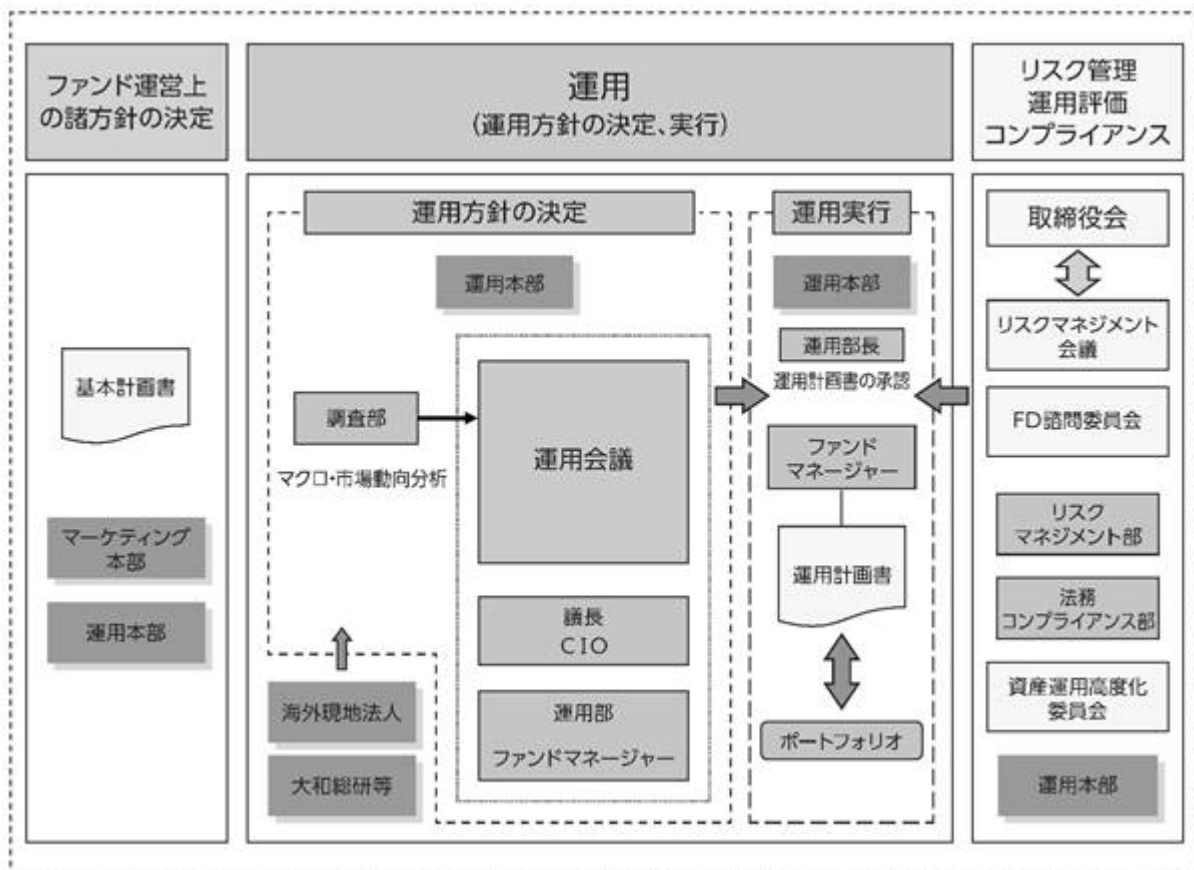 ファンド運営上
の諸方針の決定
運用
(運用方針の決定、実行)
リスク管理
運用評価
コンプライアンス
基本計画書
マーケティング
本部
運用本部
運用方針の決定
運用本部
調査部
マクロ・市場動向分析
運用会議
議長
CIO
運用部
ファンドマネージャー
海外現地法人
大和総研等
運用実行
運用本部
運用部長
運用計画書の承認
ファンド
マネージャー
運用計画書
ポートフォリオ
取締役会
リスクマネジメント
会議
FD諮問委員会
リスク
マネジメント部
法務
コンプライアンス部
資産運用高度化
委員会
運用本部